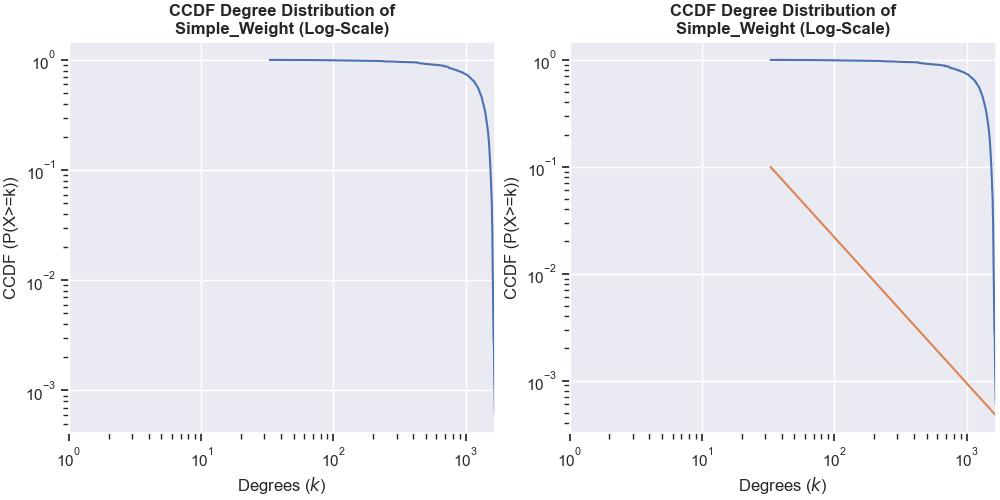 CCDF Degree Distribution of
Simple_Weight (Log-Scale)
CCDF (P(X>=k))
10^0
10^-1
10^-2
10^-3
10^0
10^1
10^2
10^3
Degrees (k)
CCDF Degree Distribution of
Simple_Weight (Log-Scale)
CCDF (P(X>=k))
10^0
10^-1
10^-2
10^-3
10^0
10^1
10^2
10^3
Degrees (k)